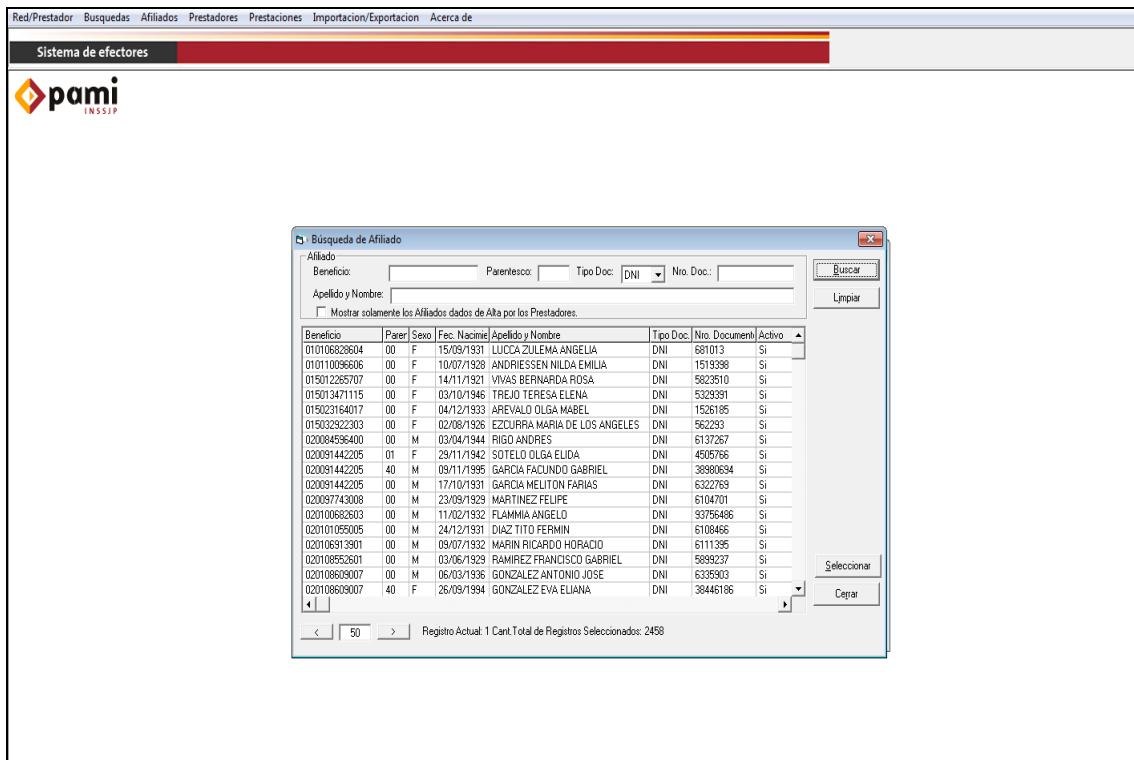 Red/Prestador Busquedas Afiliados Prestadores Prestaciones Importacion/Exportacion Acerca de
Sistema de efectores
pami
INSSJP
Búsqueda de Afiliado
Afiliado
Beneficio: Parentesco: Tipo Doc: DNI Nro. Doc.: Buscar
Apellido y Nombre: Limpiar
Mostrar solamente los Afiliados dados de Alta por los Prestadores.
Beneficio Paren Sexo Fec. Nacimie Apellido y Nombre Tipo Doc. Nro. Documento Activo
010106828604 00 F 15/09/1931 LUCCA ZULEMA ANGELIA DNI 681013 Si
010110096606 00 F 10/07/1928 ANDRIESSEN NILDA EMILIA DNI 1519398 Si
015012265707 00 F 14/11/1921 VIVAS BERNARDA ROSA DNI 5823510 Si
015013471115 00 F 03/10/1946 TREJO TERESA ELENA DNI 5329391 Si
015023164017 00 F 04/12/1933 AREVALO OLGA MABEL DNI 1526185 Si
015032922303 00 F 02/08/1926 EZCURRA MARIA DE LOS ANGELES DNI 562293 Si
020084596400 00 M 03/04/1944 RIGO ANDRES DNI 6137267 Si
020091442205 01 F 29/11/1942 SOTELO OLGA ELIDA DNI 4505766 Si
020091442205 40 M 09/11/1995 GARCIA FACUNDO GABRIEL DNI 38980694 Si
020091442205 00 M 17/10/1931 GARCIA MELITON FARIAS DNI 6322769 Si
020097743008 00 M 23/09/1929 MARTINEZ FELIPE DNI 6104701 Si
020100682603 00 M 11/02/1932 FLAMMIA ANGELO DNI 93756486 Si
020101055005 00 M 24/12/1931 DIAZ TITO FERMIN DNI 6108466 Si
020106913901 00 M 09/07/1932 MARIN RICARDO HORACIO DNI 6111395 Si
020108552601 00 M 03/06/1929 RAMIREZ FRANCISCO GABRIEL DNI 5899237 Si
020108609007 00 M 06/03/1936 GONZALEZ ANTONIO JOSE DNI 6335903 Si
020108609007 40 F 26/09/1994 GONZALEZ EVA ELIANA DNI 38446186 Si
Seleccionar
Cerrar
< 50 > Registro Actual: 1 Cant.Total de Registros Seleccionados: 2458